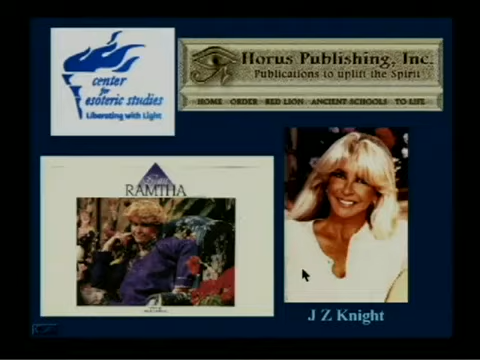 center
for
esoteric studies
Liberating with Light
Horus Publishing, Inc.
Publications to uplift the Spirit
HOME ORDER RED LION ANCIENT SCHOOLS TO LIFE
RAMTHA
J Z Knight